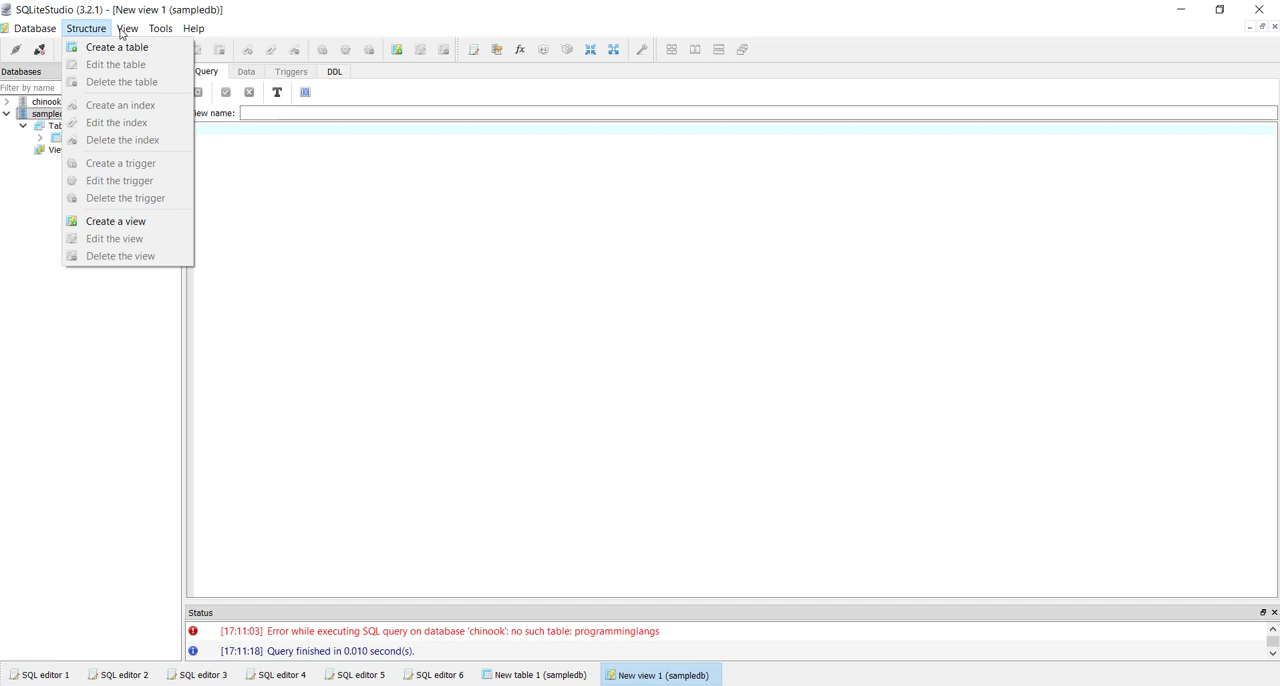 SQLiteStudio (3.2.1) - [New view 1 (sampledb)]
Database Structure View Tools Help
Create a table
Edit the table
Delete the table
Create an index
Edit the index
Delete the index
Create a trigger
Edit the trigger
Delete the trigger
Create a view
Edit the view
Delete the view
Databases
Filter by name
chinook
Query Data Triggers DDL
name:
Status
[17:11:03] Error while executing SQL query on database 'chinook': no such table: programminglangs
[17:11:18] Query finished in 0.010 second(s).
SQL editor 1 SQL editor 2 SQL editor 3 SQL editor 4 SQL editor 5 SQL editor 6 New table 1 (sampledb) New view 1 (sampledb)